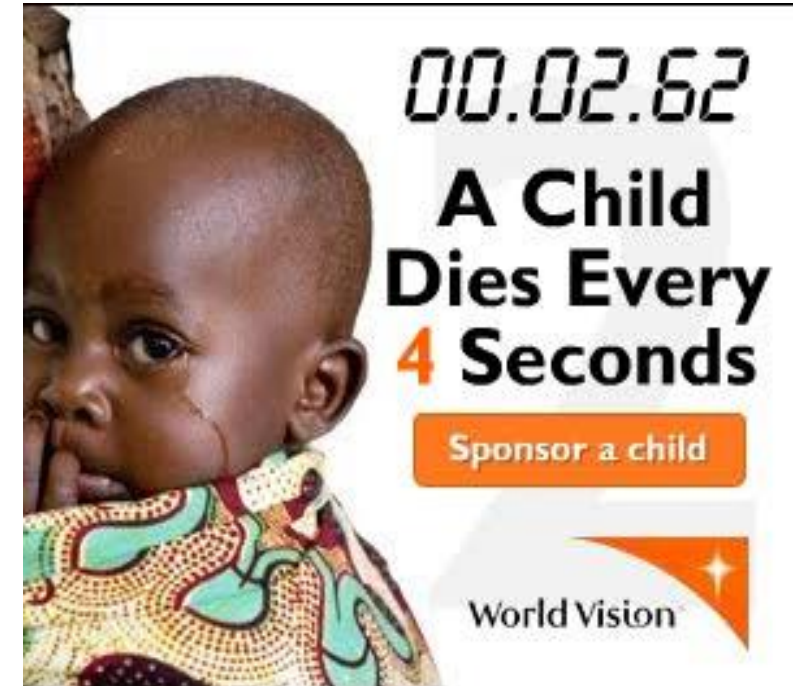 00.02.62
A Child
Dies Every
4 Seconds
Sponsor a child
World Vision